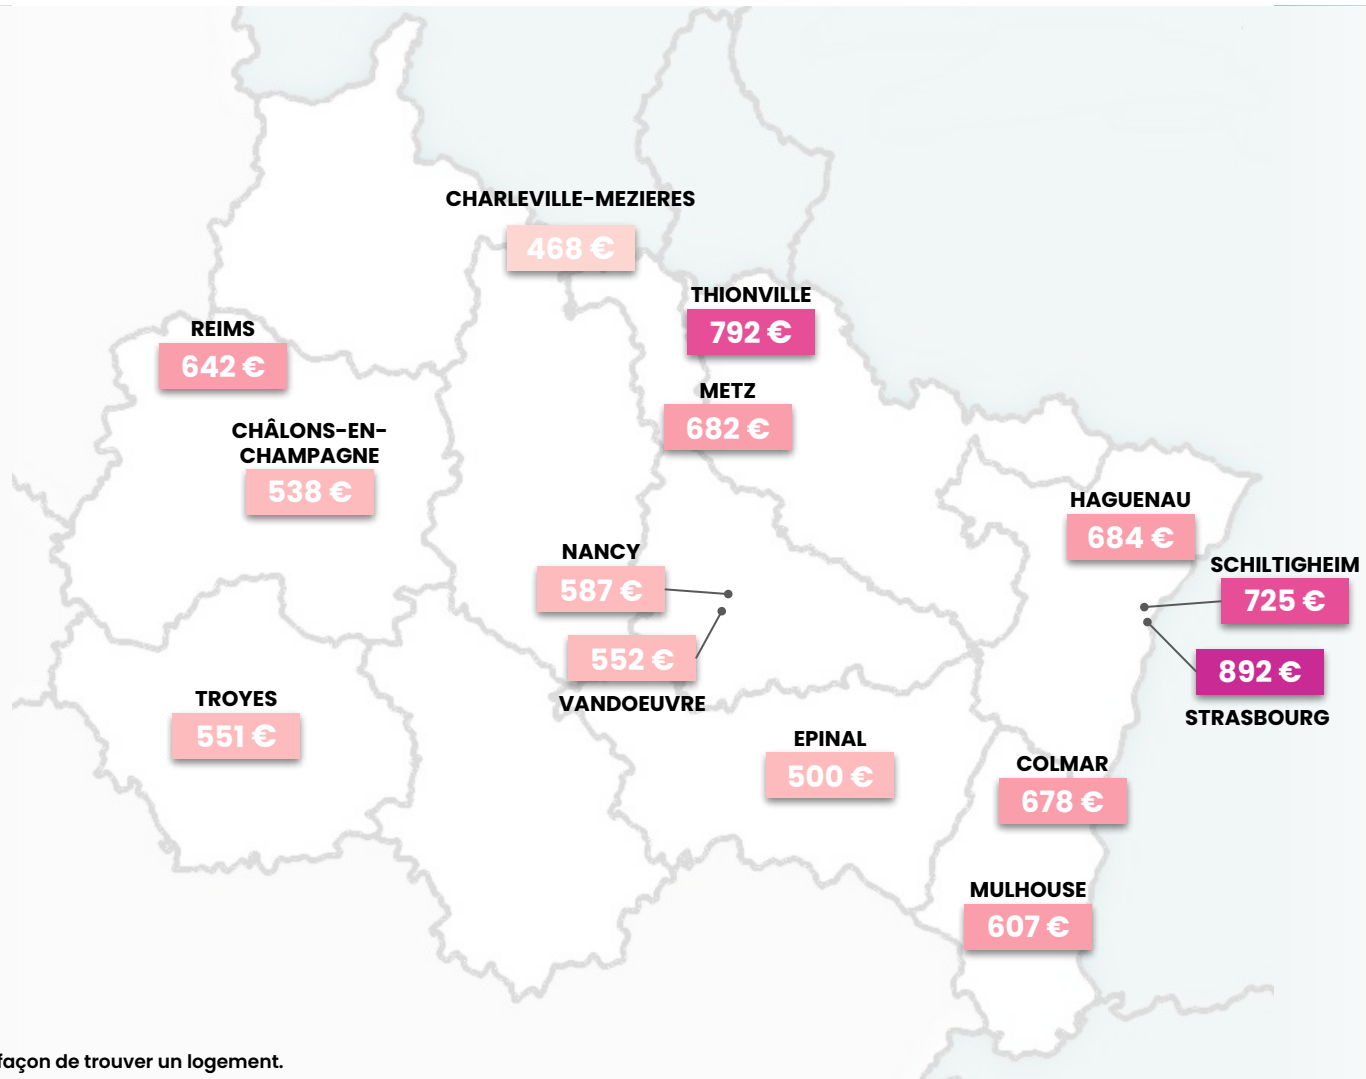 CHARLEVILLE-MEZIERES
468 €
THIONVILLE
792 €
REIMS
642 €
METZ
682 €
CHÂLONS-EN-
CHAMPAGNE
538 €
HAGUENAU
684 €
NANCY
587 €
SCHILTIGHEIM
725 €
552 €
VANDOEUVRE
892 €
STRASBOURG
TROYES
551 €
EPINAL
500 €
COLMAR
678 €
MULHOUSE
607 €
façon de trouver un logement.